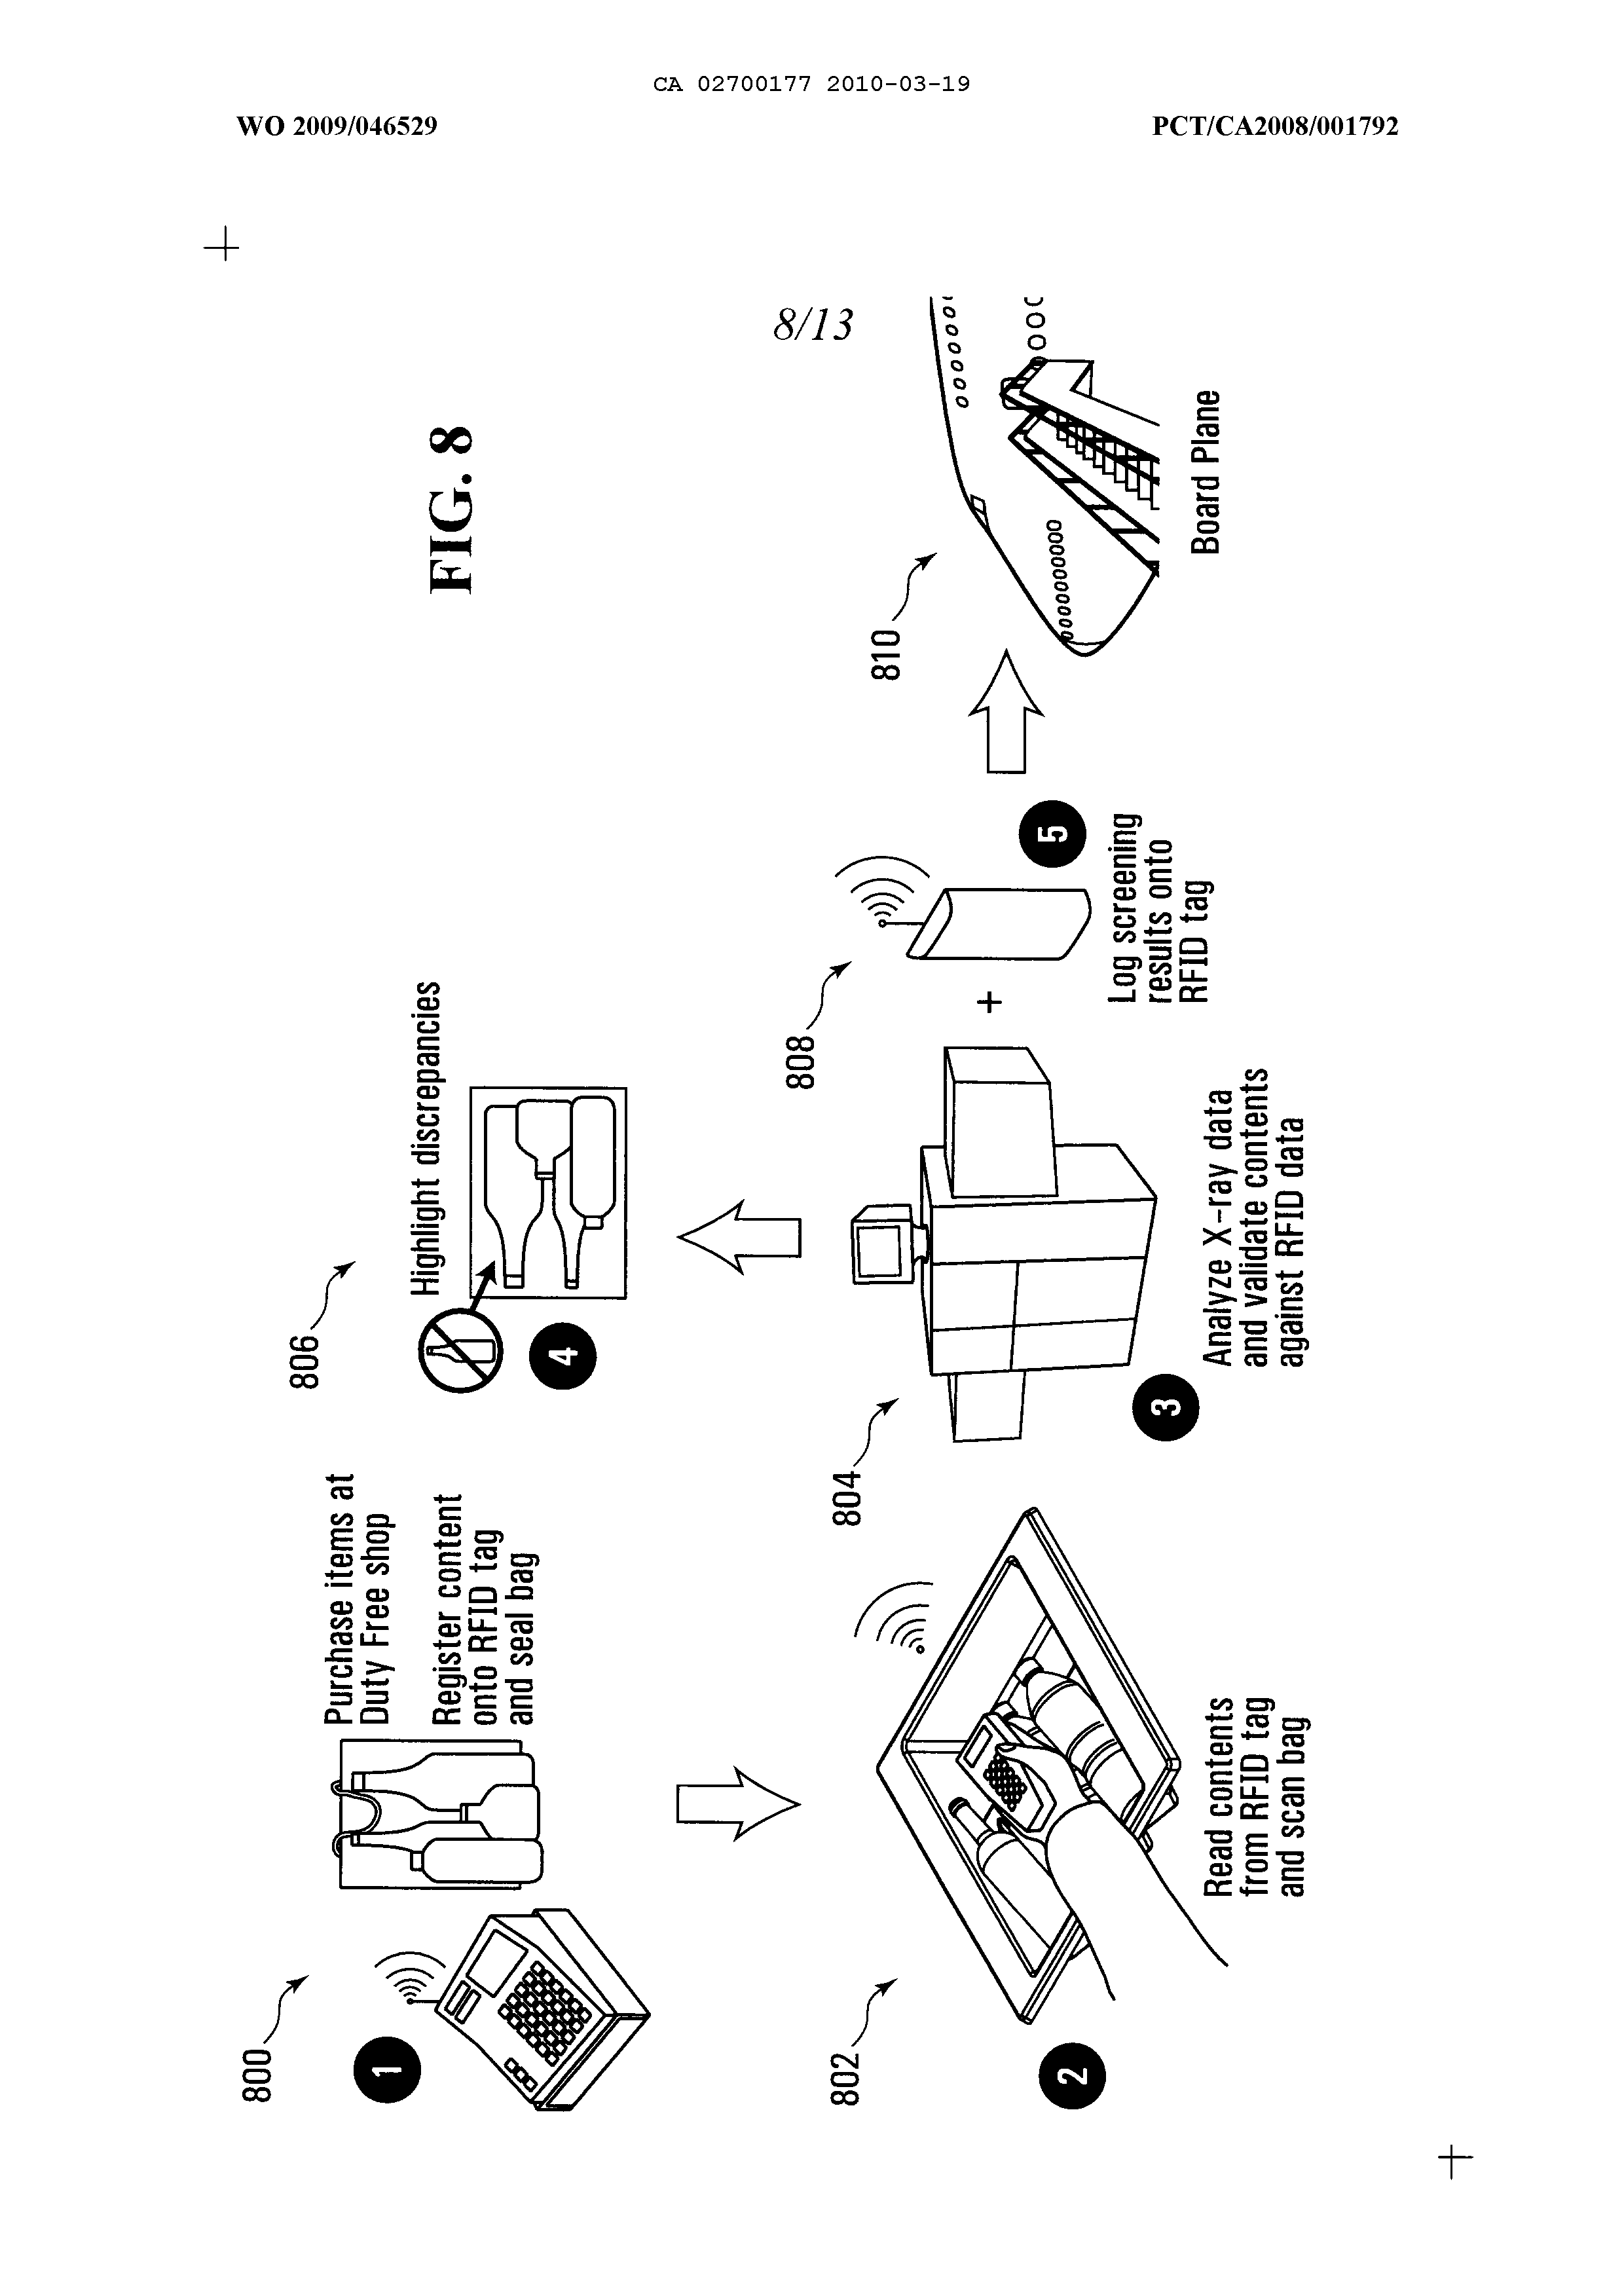 CA 02700177 2010-03-19
WO 2009/046529
PCT/CA2008/001792
8/13
FIG. 8
800
1
Purchase items at
Duty Free shop
Register content
onto RFID tag
and seal bag
802
2
Read contents
from RFID tag
and scan bag
804
3
Analyze X-ray data
and validate contents
against RFID data
806
4
Highlight discrepancies
808
+
5
Log screening
results onto
RFID tag
810
Board Plane